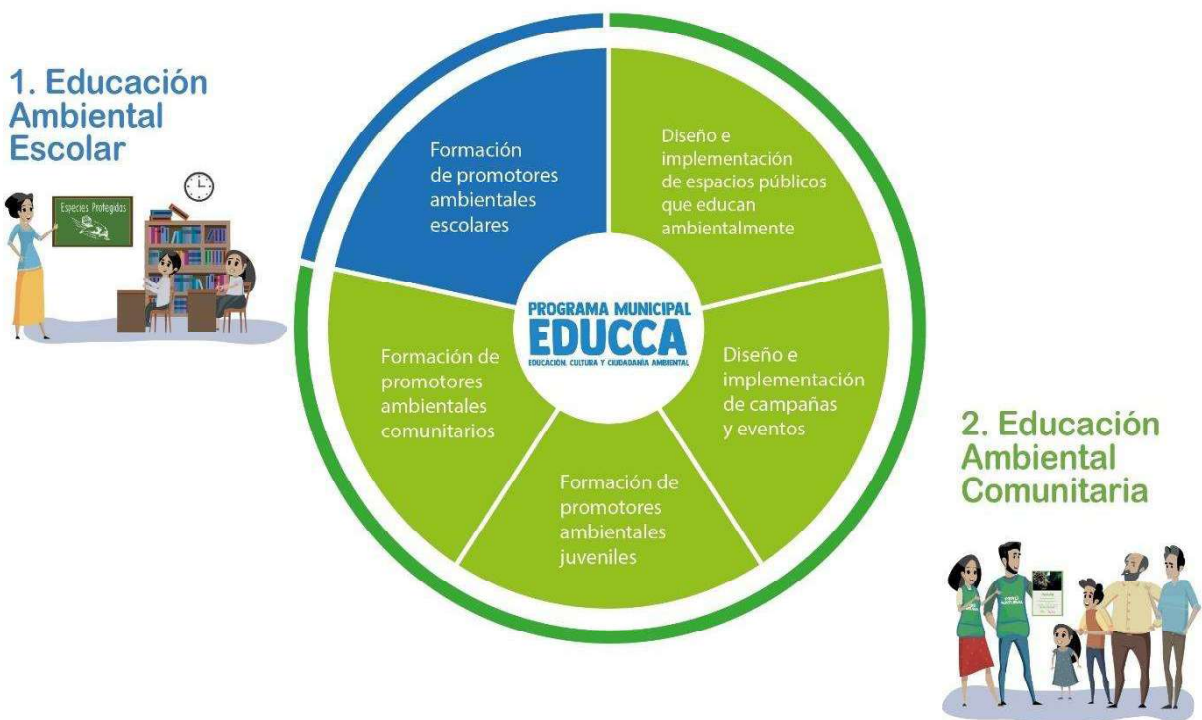 1. Educación
Ambiental
Escolar
Especies Protegidas
Formación
de promotores
ambientales
escolares
Diseño e
implementación
de espacios públicos
que educan
ambientalmente
PROGRAMA MUNICIPAL
EDUCCA
EDUCACIÓN, CULTURA Y CIUDADANÍA AMBIENTAL
Formación de
promotores
ambientales
comunitarios
Diseño e
implementación
de campañas
y eventos
Formación de
promotores
ambientales
juveniles
2. Educación
Ambiental
Comunitaria